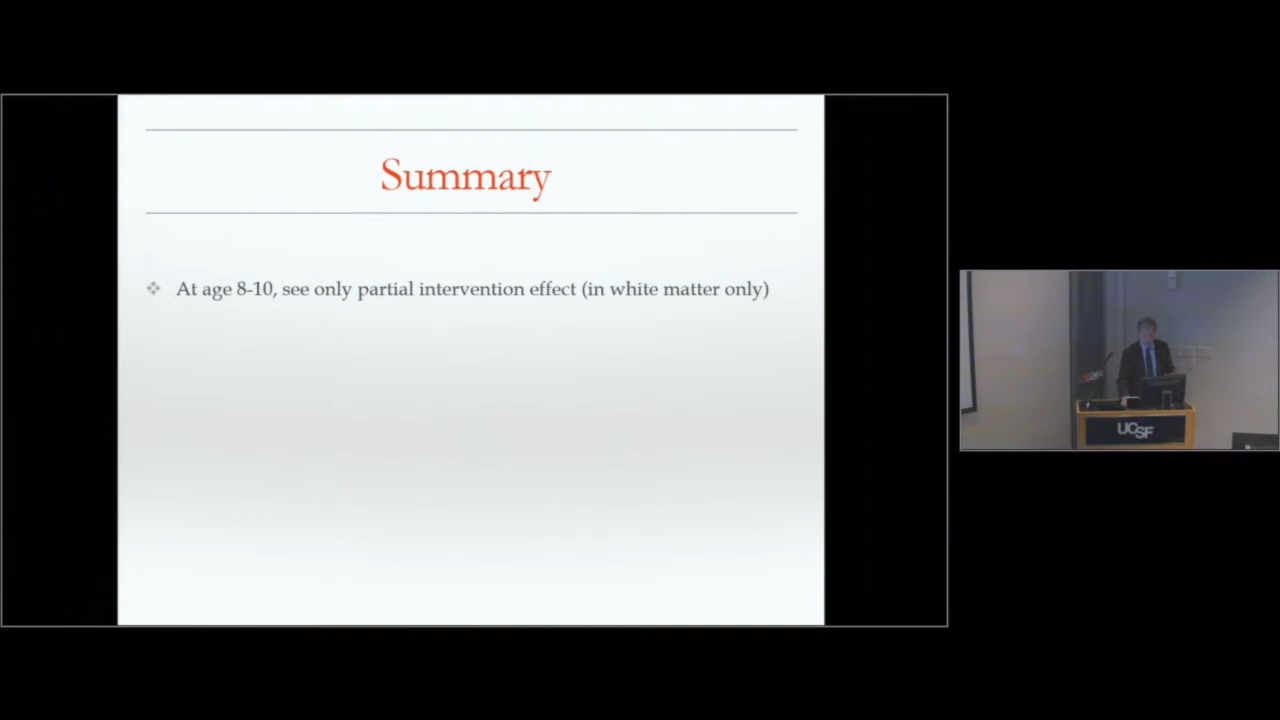 Summary
❖ At age 8-10, see only partial intervention effect (in white matter only)
UCSF